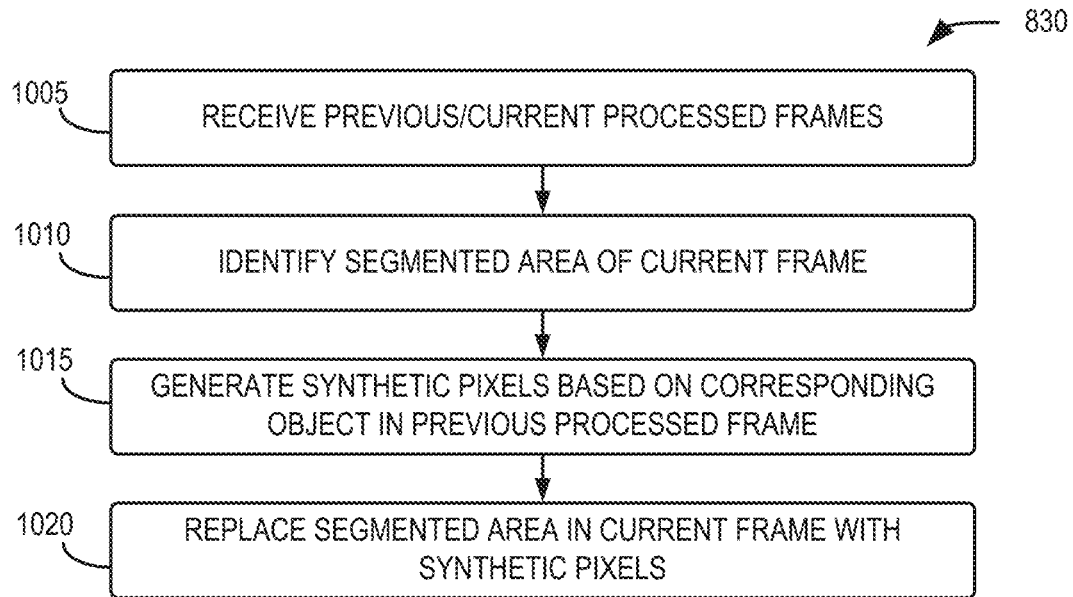 830
1005
RECEIVE PREVIOUS/CURRENT PROCESSED FRAMES
1010
IDENTIFY SEGMENTED AREA OF CURRENT FRAME
1015
GENERATE SYNTHETIC PIXELS BASED ON CORRESPONDING
OBJECT IN PREVIOUS PROCESSED FRAME
1020
REPLACE SEGMENTED AREA IN CURRENT FRAME WITH
SYNTHETIC PIXELS